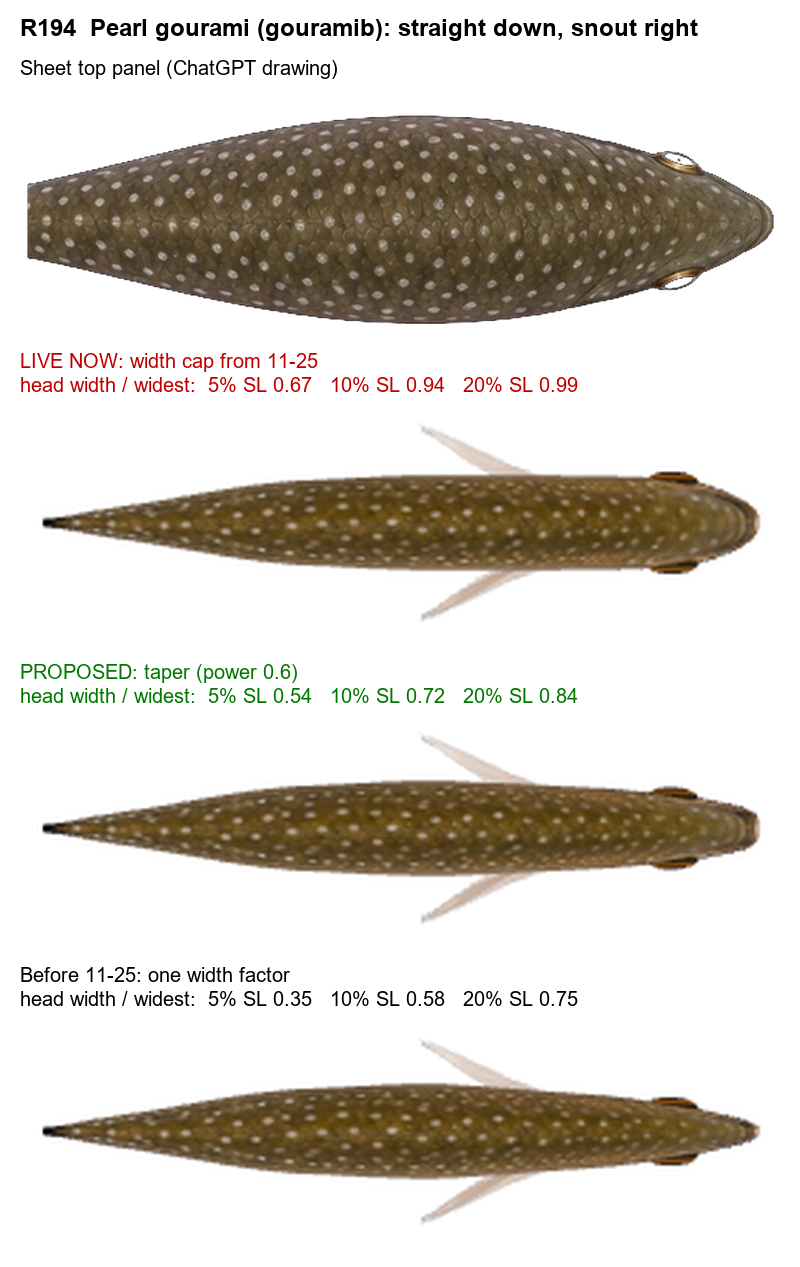 R194  Pearl gourami (gouramib): straight down, snout right
Sheet top panel (ChatGPT drawing)
LIVE NOW: width cap from 11-25
head width / widest:  5% SL 0.67   10% SL 0.94   20% SL 0.99
PROPOSED: taper (power 0.6)
head width / widest:  5% SL 0.54   10% SL 0.72   20% SL 0.84
Before 11-25: one width factor
head width / widest:  5% SL 0.35   10% SL 0.58   20% SL 0.75